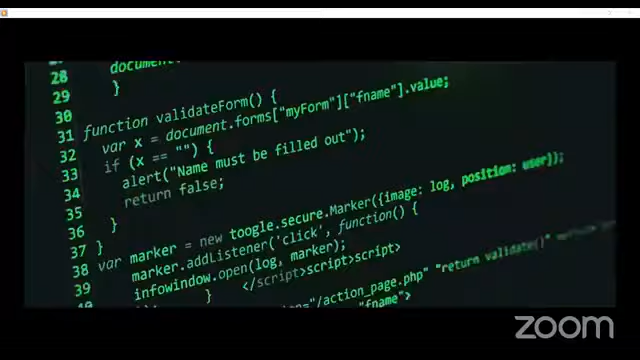 28 document.
29 }
30
31 function validateForm() {
32 var x = document.forms["myForm"]["fname"].value;
33 if (x == "") {
34 alert("Name must be filled out");
35 return false;
36 }
37 }
38 var marker = new toogle.secure.Marker({image: log, position: user});
39 marker.addListener('click', function() {
infowindow.open(log, marker);
} </script>script>script>
="/action_page.php" "return validate()"
"fname">
zoom